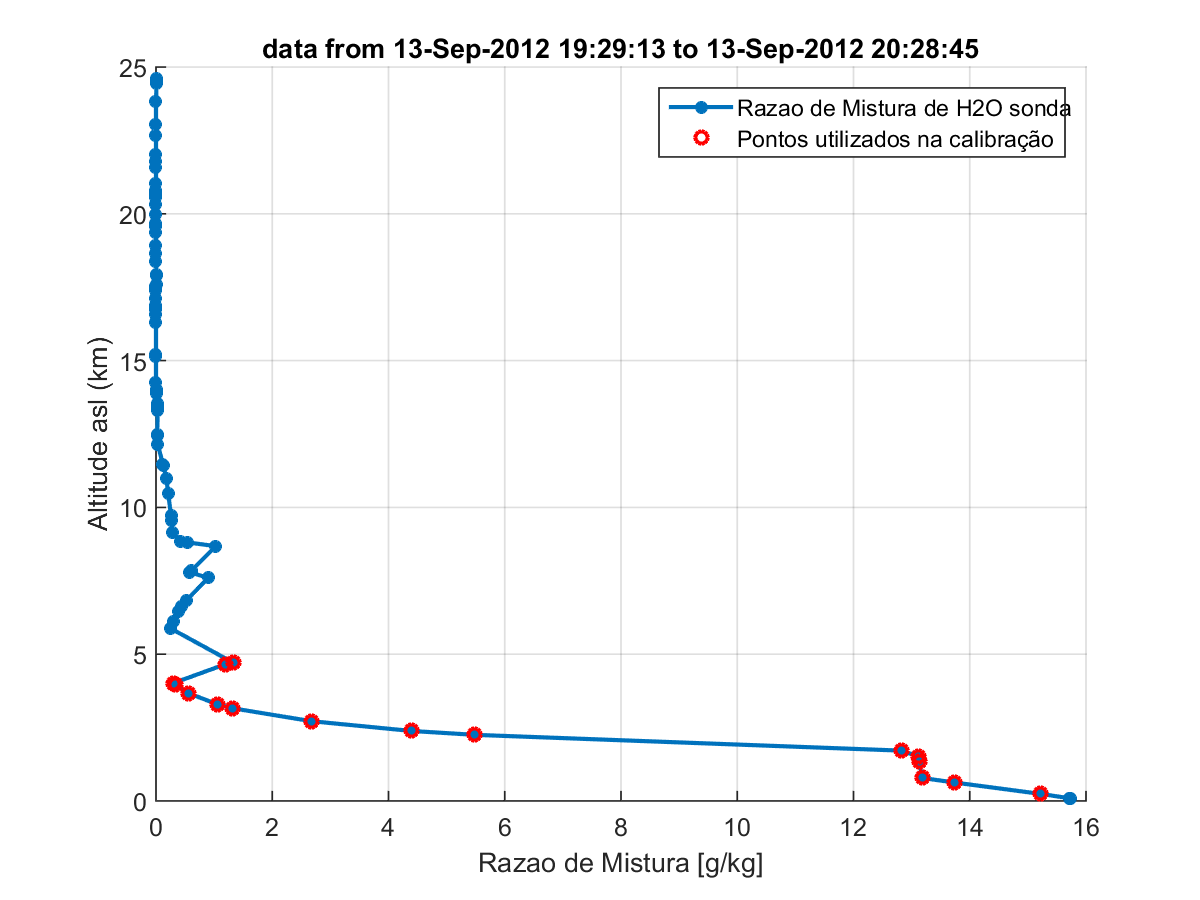 data from 13-Sep-2012 19:29:13 to 13-Sep-2012 20:28:45
Razao de Mistura de H2O sonda
Pontos utilizados na calibração
25
20
15
10
5
0
Altitude asl (km)
0 2 4 6 8 10 12 14 16
Razao de Mistura [g/kg]